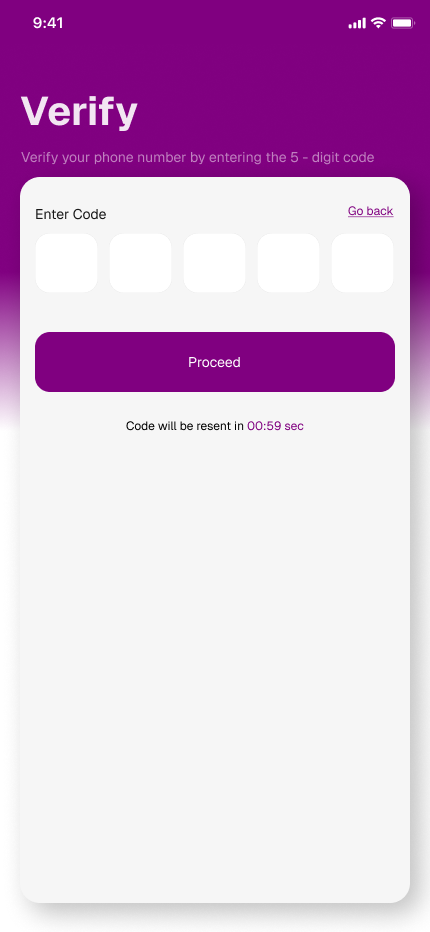 9:41
Verify
Verify your phone number by entering the 5 - digit code
Enter Code
Go back
Proceed
Code will be resent in 00:59 sec